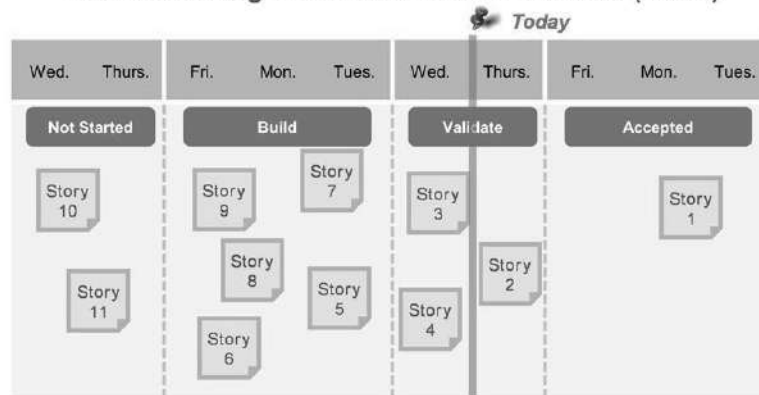 Today
Wed. Thurs. Fri. Mon. Tues. Wed. Thurs. Fri. Mon. Tues.
Not Started Build Validate Accepted
Story
10
Story
9
Story
7
Story
3
Story
1
Story
11
Story
8
Story
5
Story
2
Story
6
Story
4